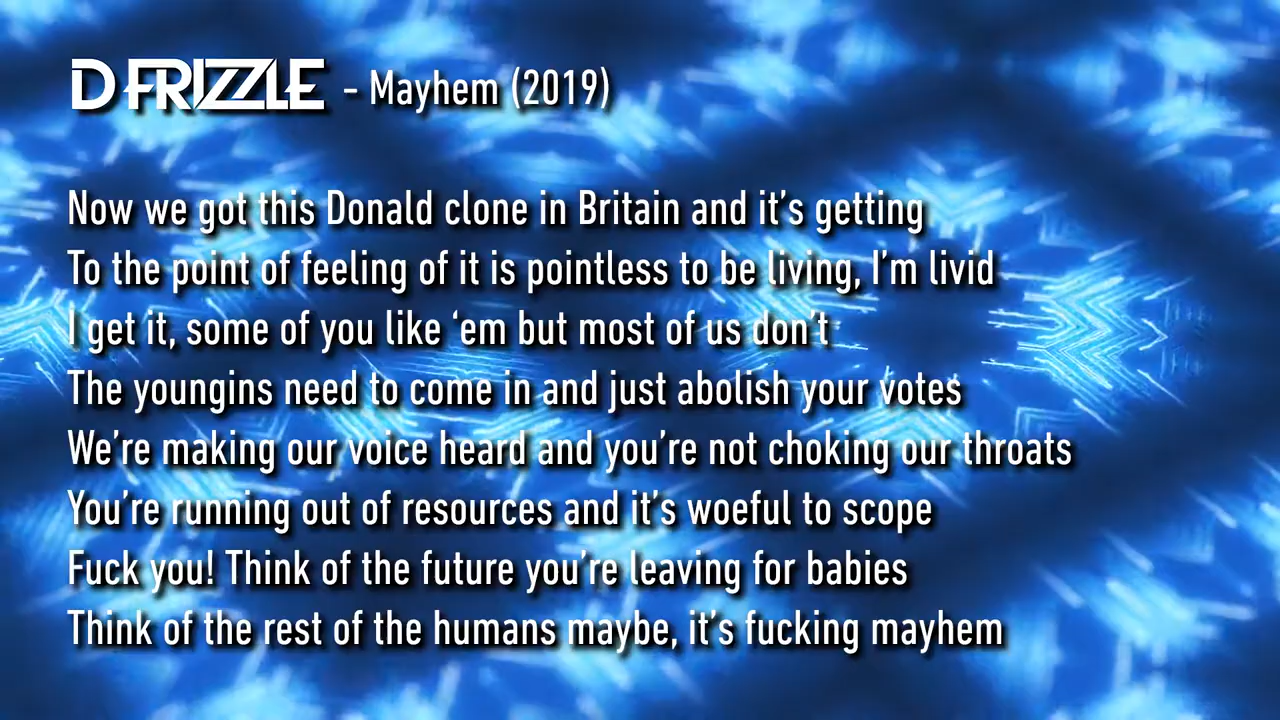 D FRIZZLE - Mayhem (2019)
Now we got this Donald clone in Britain and it's getting
To the point of feeling of it is pointless to be living, I'm livid
I get it, some of you like ‘em but most of us don't
The youngins need to come in and just abolish your votes
We're making our voice heard and you're not choking our throats
You're running out of resources and it's woeful to scope
Fuck you! Think of the future you're leaving for babies
Think of the rest of the humans maybe, it's fucking mayhem